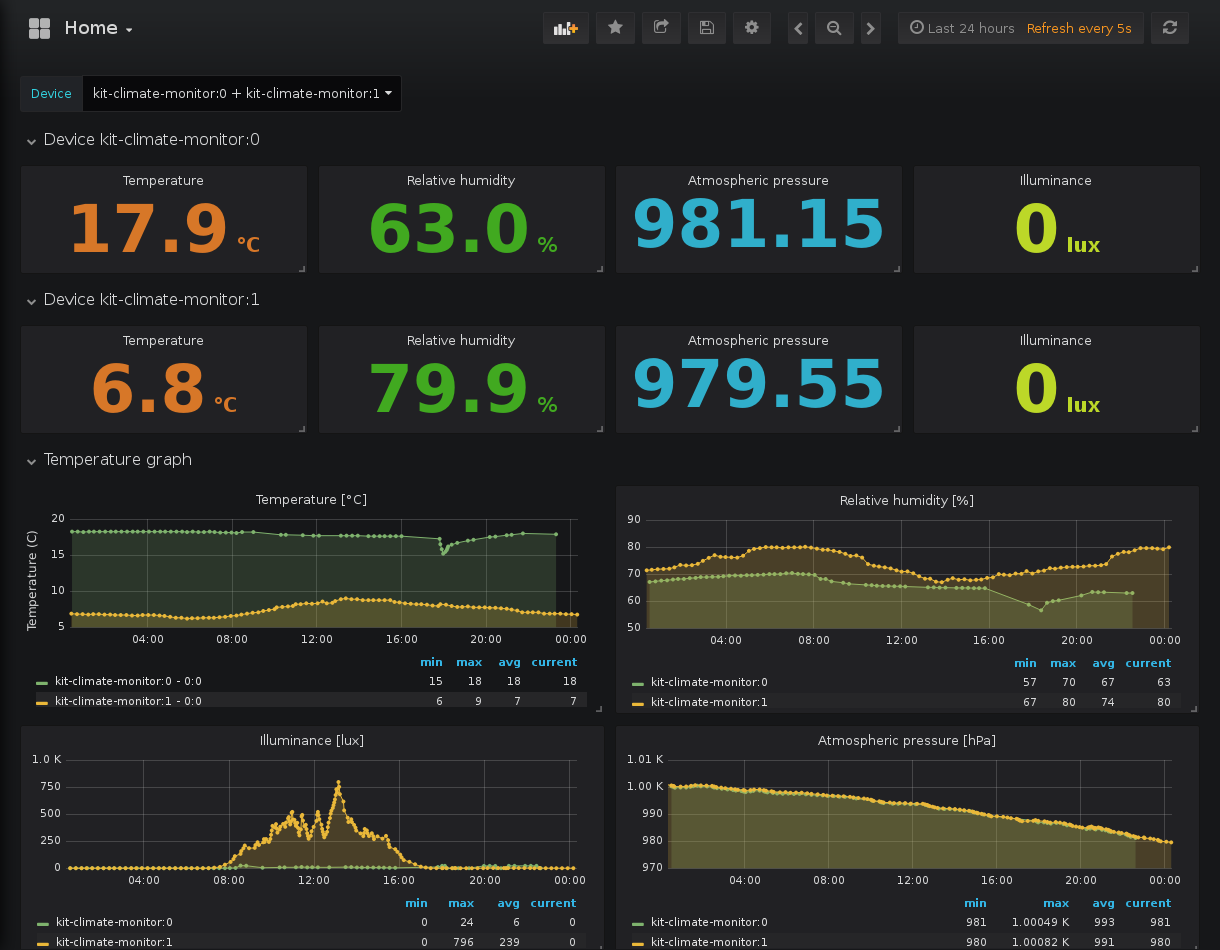 Home
Last 24 hours Refresh every 5s
Device kit-climate-monitor:0 + kit-climate-monitor:1
Device kit-climate-monitor:0
Temperature Relative humidity Atmospheric pressure Illuminance
17.9 °C 63.0 % 981.15 0 lux
Device kit-climate-monitor:1
Temperature Relative humidity Atmospheric pressure Illuminance
6.8 °C 79.9 % 979.55 0 lux
Temperature graph
Temperature [°C]
Temperature (C)
20
15
10
5
04:00 08:00 12:00 16:00 20:00 00:00
min max avg current
kit-climate-monitor:0 - 0:0 15 18 18 18
kit-climate-monitor:1 - 0:0 6 9 7 7
Relative humidity [%]
90
80
70
60
50
04:00 08:00 12:00 16:00 20:00 00:00
min max avg current
kit-climate-monitor:0 57 70 67 63
kit-climate-monitor:1 67 80 74 80
Illuminance [lux]
1.0 K
750
500
250
0
04:00 08:00 12:00 16:00 20:00 00:00
min max avg current
kit-climate-monitor:0 0 24 6 0
kit-climate-monitor:1 0 796 239 0
Atmospheric pressure [hPa]
1.01 K
1.00 K
990
980
970
04:00 08:00 12:00 16:00 20:00 00:00
min max avg current
kit-climate-monitor:0 981 1.00049 K 993 981
kit-climate-monitor:1 980 1.00082 K 991 980